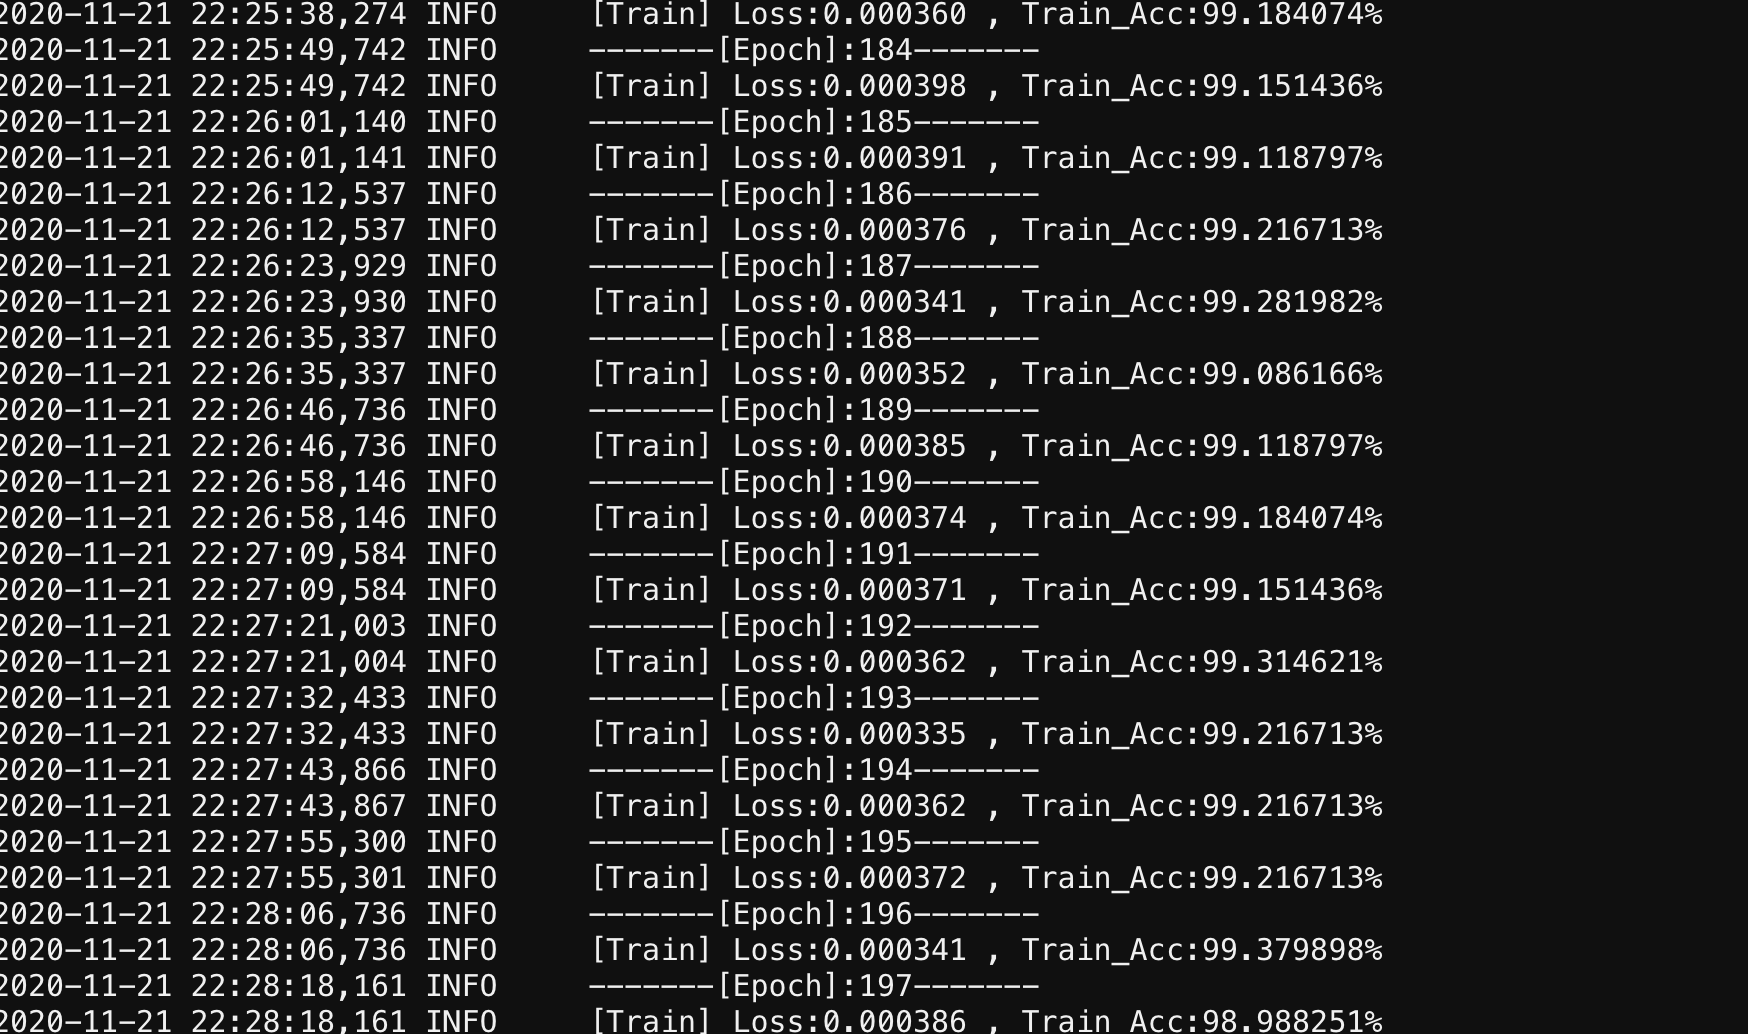 2020-11-21 22:25:38,274 INFO [Train] Loss:0.000360 , Train_Acc:99.184074%
2020-11-21 22:25:49,742 INFO -------[Epoch]:184-------
2020-11-21 22:25:49,742 INFO [Train] Loss:0.000398 , Train_Acc:99.151436%
2020-11-21 22:26:01,140 INFO -------[Epoch]:185-------
2020-11-21 22:26:01,141 INFO [Train] Loss:0.000391 , Train_Acc:99.118797%
2020-11-21 22:26:12,537 INFO -------[Epoch]:186-------
2020-11-21 22:26:12,537 INFO [Train] Loss:0.000376 , Train_Acc:99.216713%
2020-11-21 22:26:23,929 INFO -------[Epoch]:187-------
2020-11-21 22:26:23,930 INFO [Train] Loss:0.000341 , Train_Acc:99.281982%
2020-11-21 22:26:35,337 INFO -------[Epoch]:188-------
2020-11-21 22:26:35,337 INFO [Train] Loss:0.000352 , Train_Acc:99.086166%
2020-11-21 22:26:46,736 INFO -------[Epoch]:189-------
2020-11-21 22:26:46,736 INFO [Train] Loss:0.000385 , Train_Acc:99.118797%
2020-11-21 22:26:58,146 INFO -------[Epoch]:190-------
2020-11-21 22:26:58,146 INFO [Train] Loss:0.000374 , Train_Acc:99.184074%
2020-11-21 22:27:09,584 INFO -------[Epoch]:191-------
2020-11-21 22:27:09,584 INFO [Train] Loss:0.000371 , Train_Acc:99.151436%
2020-11-21 22:27:21,003 INFO -------[Epoch]:192-------
2020-11-21 22:27:21,004 INFO [Train] Loss:0.000362 , Train_Acc:99.314621%
2020-11-21 22:27:32,433 INFO -------[Epoch]:193-------
2020-11-21 22:27:32,433 INFO [Train] Loss:0.000335 , Train_Acc:99.216713%
2020-11-21 22:27:43,866 INFO -------[Epoch]:194-------
2020-11-21 22:27:43,867 INFO [Train] Loss:0.000362 , Train_Acc:99.216713%
2020-11-21 22:27:55,300 INFO -------[Epoch]:195-------
2020-11-21 22:27:55,301 INFO [Train] Loss:0.000372 , Train_Acc:99.216713%
2020-11-21 22:28:06,736 INFO -------[Epoch]:196-------
2020-11-21 22:28:06,736 INFO [Train] Loss:0.000341 , Train_Acc:99.379898%
2020-11-21 22:28:18,161 INFO -------[Epoch]:197-------
2020-11-21 22:28:18,161 INFO [Train] Loss:0.000386 , Train_Acc:98.988251%